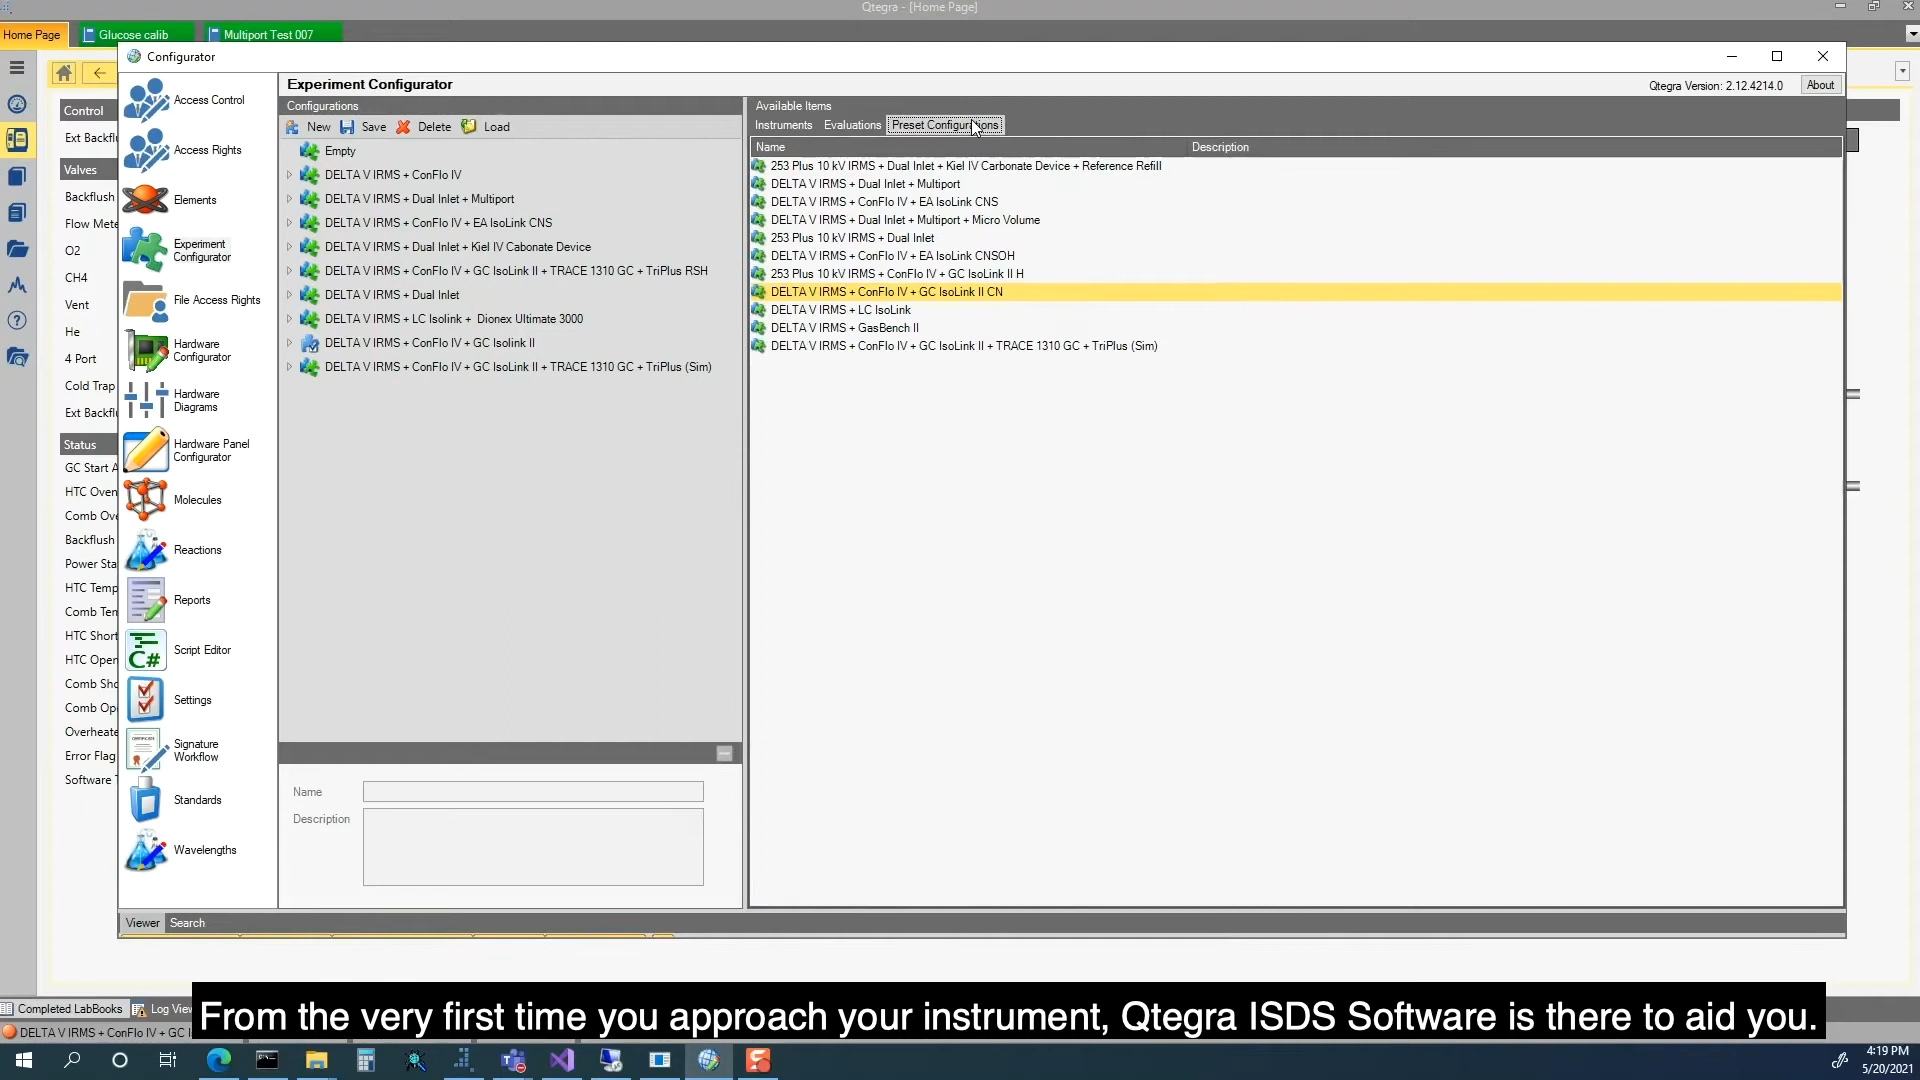 Qtegra - [Home Page]
Home Page
Glucose calib
Multiport Test 007
Configurator
Experiment Configurator
Qtegra Version: 2.12.4214.0
About
Control
Ext Backfl
Valves
Backflush
Flow Mete
O2
CH4
Vent
He
4 Port
Cold Trap
Ext Backflu
Status
GC Start A
HTC Oven
Comb Ove
Backflush
Power Sta
HTC Temp
Comb Tem
HTC Short
HTC Open
Comb Sho
Comb Ope
Overheate
Error Flag
Software
Access Control
Access Rights
Elements
Experiment
Configurator
File Access Rights
Hardware
Configurator
Hardware
Diagrams
Hardware Panel
Configurator
Molecules
Reactions
Reports
C#
Script Editor
Settings
Signature
Workflow
Standards
Wavelengths
Configurations
New
Save
Delete
Load
Empty
DELTA V IRMS + ConFlo IV
DELTA V IRMS + Dual Inlet + Multiport
DELTA V IRMS + ConFlo IV + EA IsoLink CNS
DELTA V IRMS + Dual Inlet + Kiel IV Cabonate Device
DELTA V IRMS + ConFlo IV + GC IsoLink II + TRACE 1310 GC + TriPlus RSH
DELTA V IRMS + Dual Inlet
DELTA V IRMS + LC Isolink + Dionex Ultimate 3000
DELTA V IRMS + ConFlo IV + GC Isolink II
DELTA V IRMS + ConFlo IV + GC IsoLink II + TRACE 1310 GC + TriPlus (Sim)
Name
Description
Available Items
Instruments
Evaluations
Preset Configurations
Name
Description
253 Plus 10 kV IRMS + Dual Inlet + Kiel IV Carbonate Device + Reference Refill
DELTA V IRMS + Dual Inlet + Multiport
DELTA V IRMS + ConFlo IV + EA IsoLink CNS
DELTA V IRMS + Dual Inlet + Multiport + Micro Volume
253 Plus 10 kV IRMS + Dual Inlet
DELTA V IRMS + ConFlo IV + EA IsoLink CNSOH
253 Plus 10 kV IRMS + ConFlo IV + GC IsoLink II H
DELTA V IRMS + ConFlo IV + GC IsoLink II CN
DELTA V IRMS + LC IsoLink
DELTA V IRMS + GasBench II
DELTA V IRMS + ConFlo IV + GC IsoLink II + TRACE 1310 GC + TriPlus (Sim)
Viewer
Search
Completed LabBooks
Log View
DELTA V IRMS + ConFlo IV + GC I
From the very first time you approach your instrument, Qtegra ISDS Software is there to aid you.
4:19 PM
5/20/2021